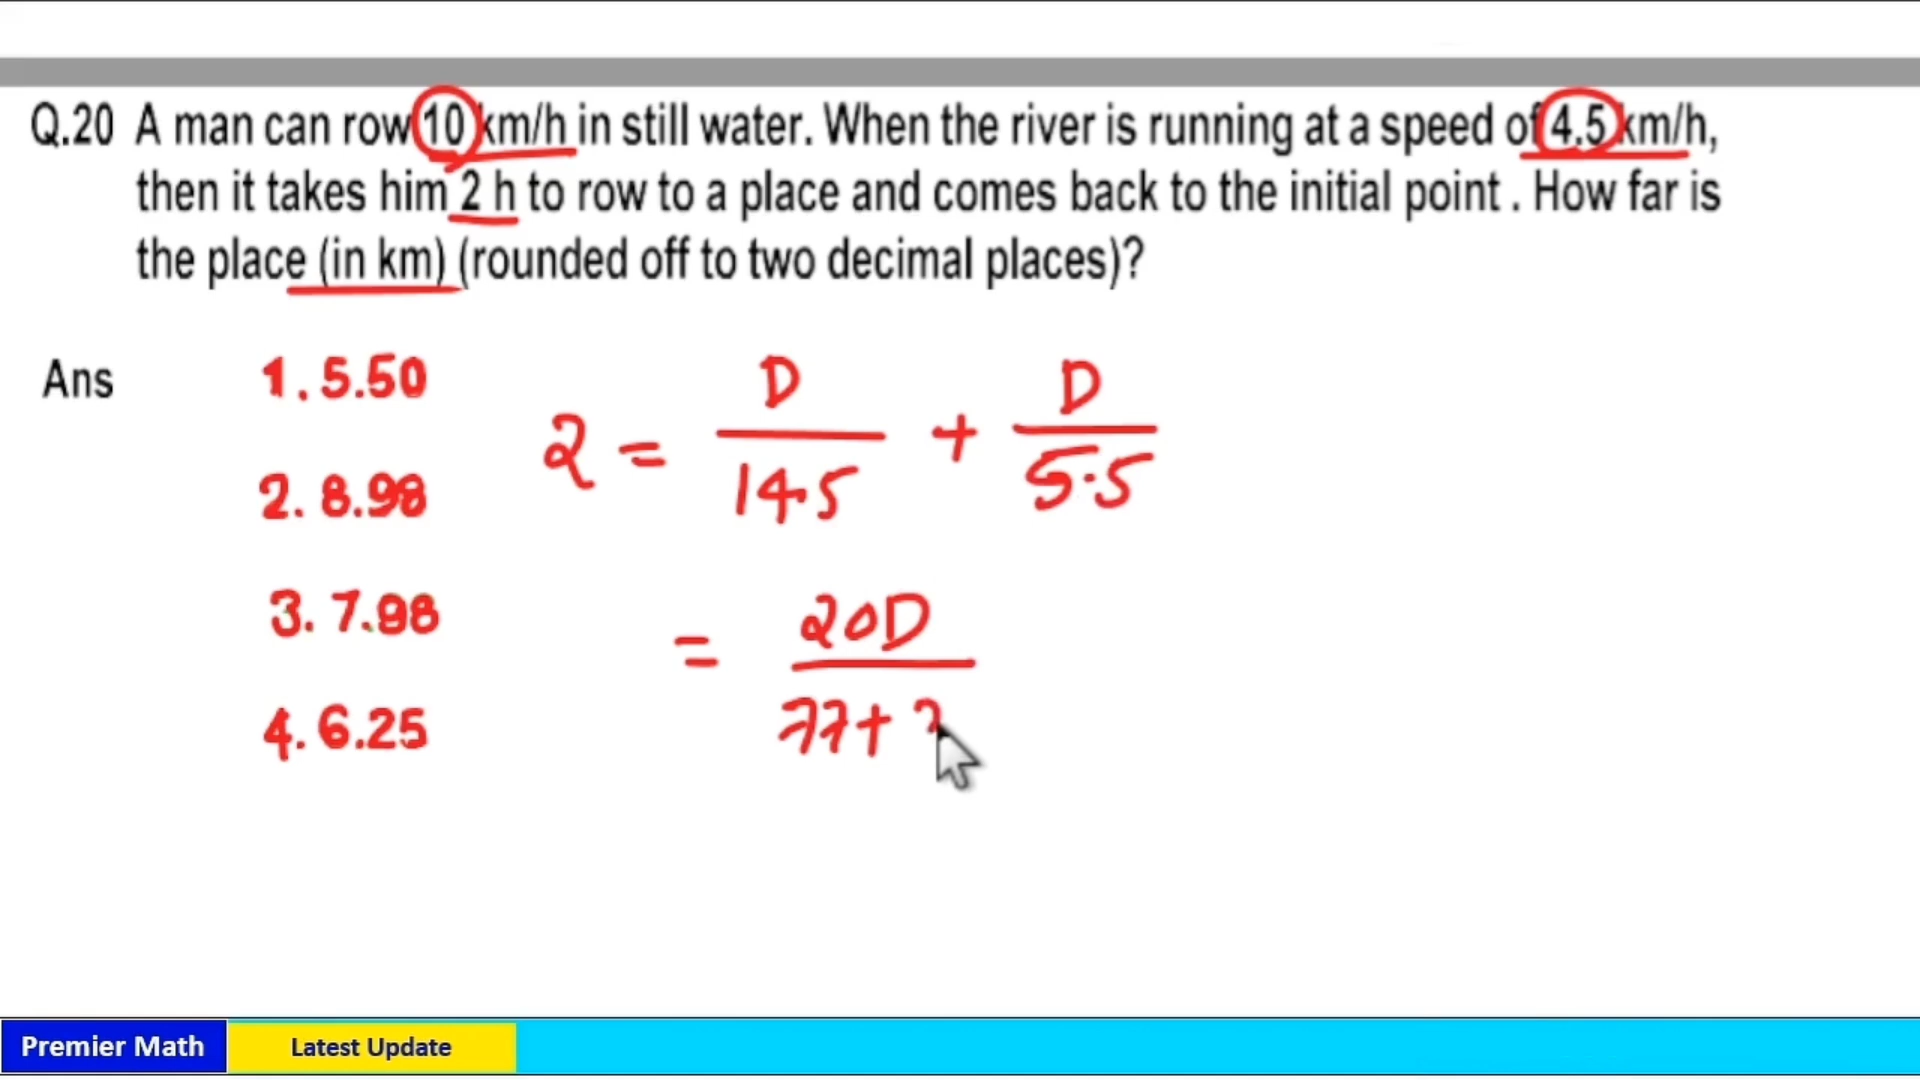 Q.20 A man can row 10 km/h in still water. When the river is running at a speed of 4.5 km/h,
then it takes him 2 h to row to a place and comes back to the initial point . How far is
the place (in km) (rounded off to two decimal places)?
Ans
1. 5.50
2. 8.98
3. 7.98
4. 6.25
2 = D/14.5 + D/5.5
= 20D/77+
Premier Math
Latest Update